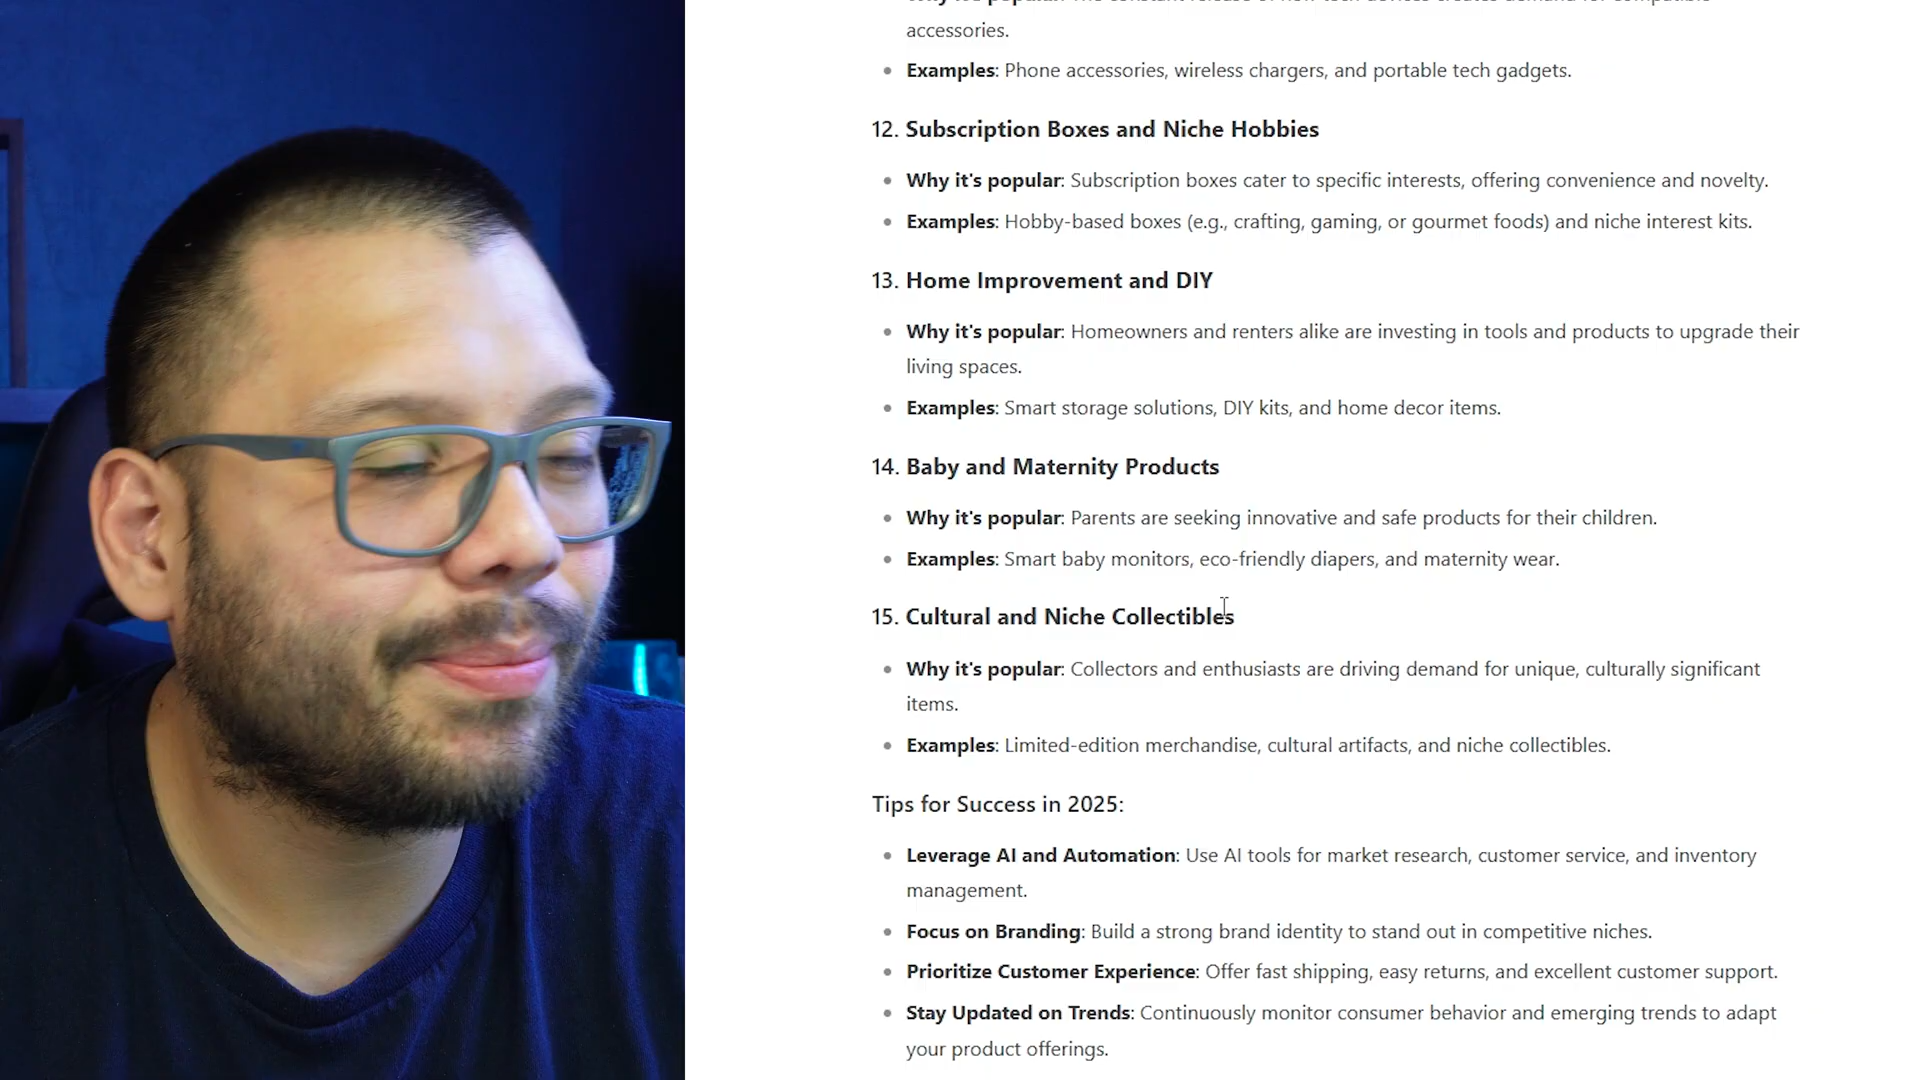 accessories.
Examples: Phone accessories, wireless chargers, and portable tech gadgets.
12. Subscription Boxes and Niche Hobbies
Why it's popular: Subscription boxes cater to specific interests, offering convenience and novelty.
Examples: Hobby-based boxes (e.g., crafting, gaming, or gourmet foods) and niche interest kits.
13. Home Improvement and DIY
Why it's popular: Homeowners and renters alike are investing in tools and products to upgrade their
living spaces.
Examples: Smart storage solutions, DIY kits, and home decor items.
14. Baby and Maternity Products
Why it's popular: Parents are seeking innovative and safe products for their children.
Examples: Smart baby monitors, eco-friendly diapers, and maternity wear.
15. Cultural and Niche Collectibles
Why it's popular: Collectors and enthusiasts are driving demand for unique, culturally significant
items.
Examples: Limited-edition merchandise, cultural artifacts, and niche collectibles.
Tips for Success in 2025:
Leverage AI and Automation: Use AI tools for market research, customer service, and inventory
management.
Focus on Branding: Build a strong brand identity to stand out in competitive niches.
Prioritize Customer Experience: Offer fast shipping, easy returns, and excellent customer support.
Stay Updated on Trends: Continuously monitor consumer behavior and emerging trends to adapt
your product offerings.